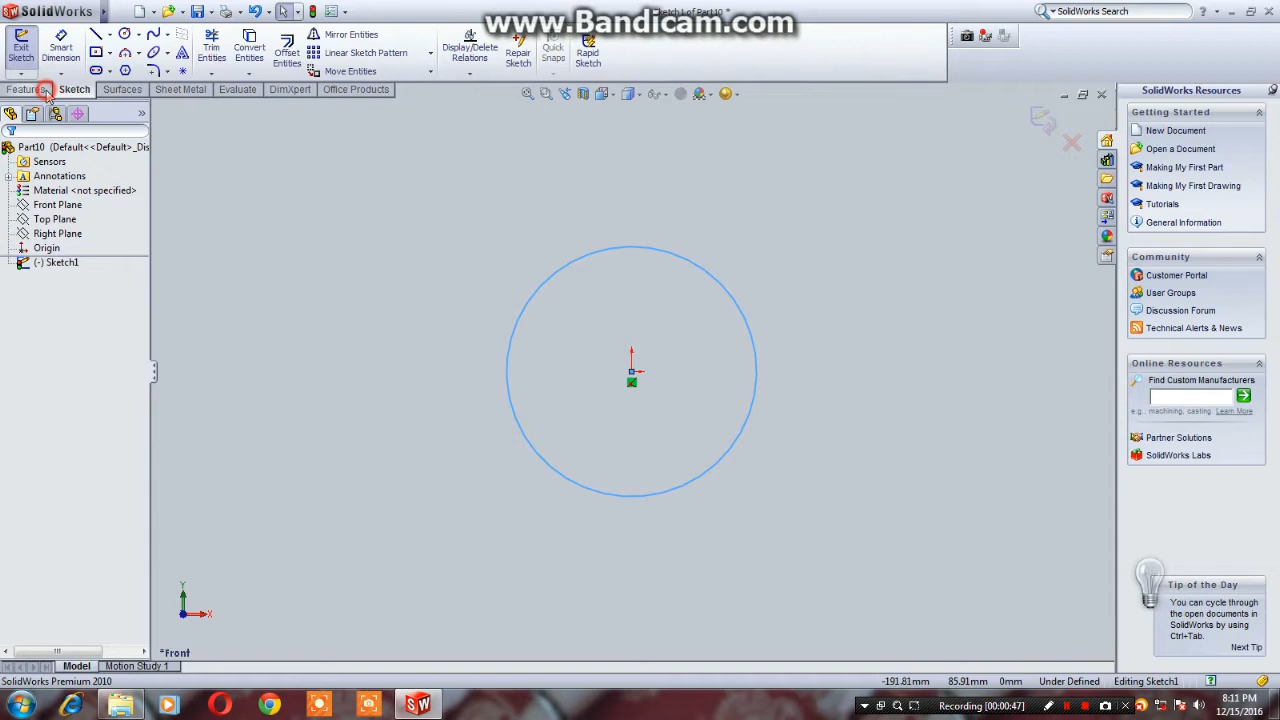 SolidWorks
Sketch1 of Part10
www.Bandicam.com
SolidWorks Search
Exit Sketch
Smart Dimension
Trim Entities
Convert Entities
Offset Entities
Mirror Entities
Linear Sketch Pattern
Move Entities
Display/Delete Relations
Repair Sketch
Quick Snaps
Rapid Sketch
Features
Sketch
Surfaces
Sheet Metal
Evaluate
DimXpert
Office Products
Part10 (Default<<Default>_Dis
Sensors
Annotations
Material <not specified>
Front Plane
Top Plane
Right Plane
Origin
(-) Sketch1
Y
X
*Front
SolidWorks Resources
Getting Started
New Document
Open a Document
Making My First Part
Making My First Drawing
Tutorials
General Information
Community
Customer Portal
User Groups
Discussion Forum
Technical Alerts & News
Online Resources
Find Custom Manufacturers
e.g., machining, casting. Learn More
Partner Solutions
SolidWorks Labs
Tip of the Day
You can cycle through
the open documents in
SolidWorks by using
Ctrl+Tab.
Next Tip
Model
Motion Study 1
SolidWorks Premium 2010
-191.81mm
85.91mm
0mm
Under Defined
Editing Sketch1
Recording [00:00:47]
8:11 PM
12/15/2016